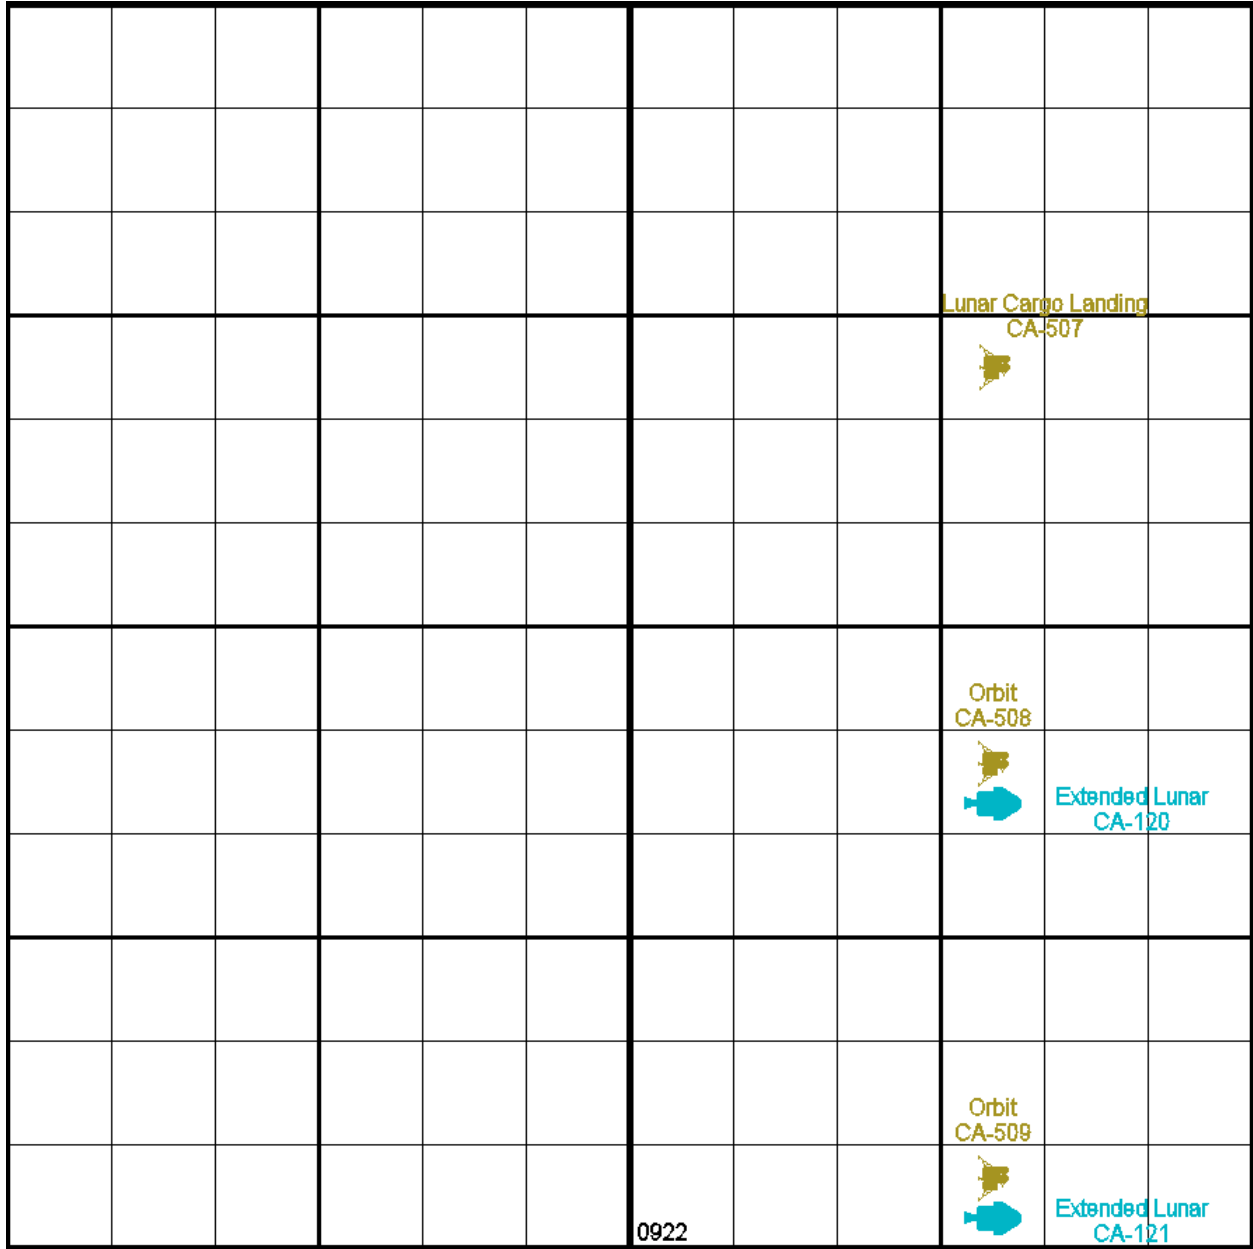 Lunar Cargo Landing
CA-507
Orbit
CA-508
Extended Lunar
CA-120
Orbit
CA-509
Extended Lunar
CA-121
0922